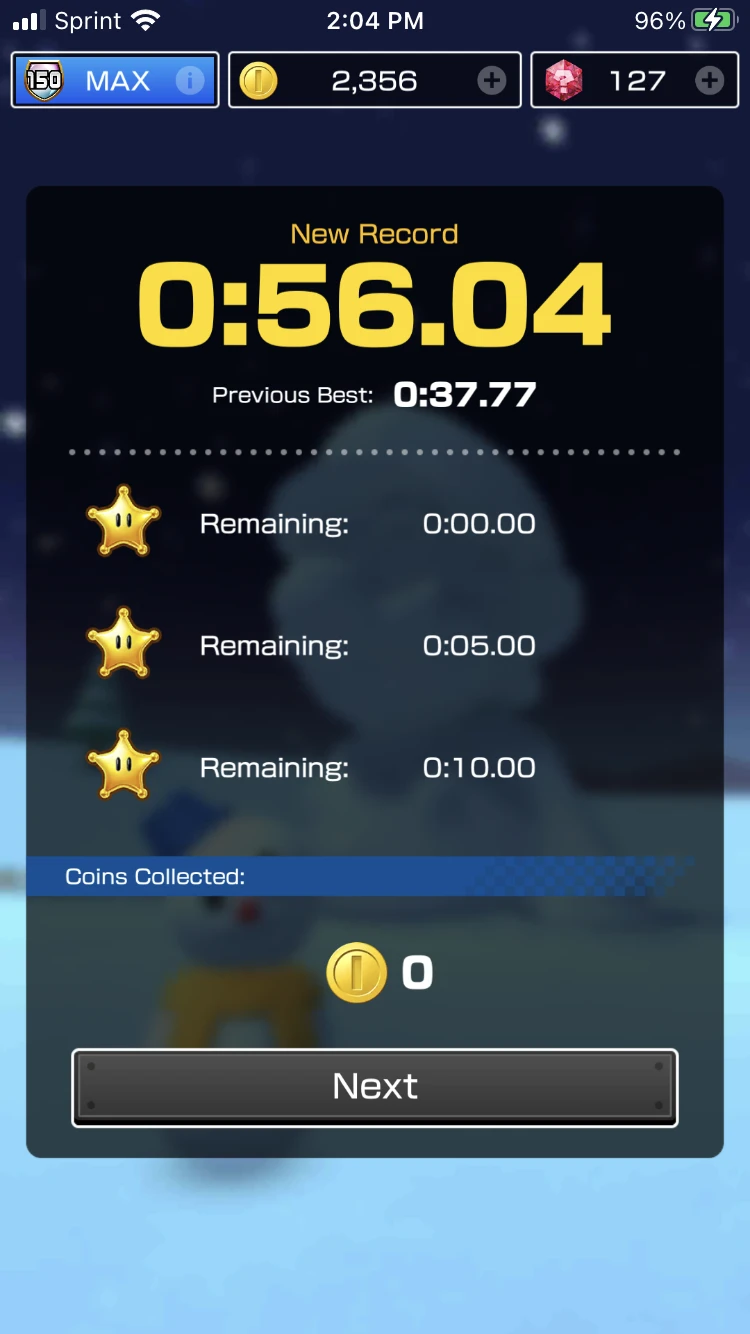 Sprint 2:04 PM 96%
150 MAX i 2,356 + ? 127 +
New Record
0:56.04
Previous Best: 0:37.77
Remaining: 0:00.00
Remaining: 0:05.00
Remaining: 0:10.00
Coins Collected:
0
Next